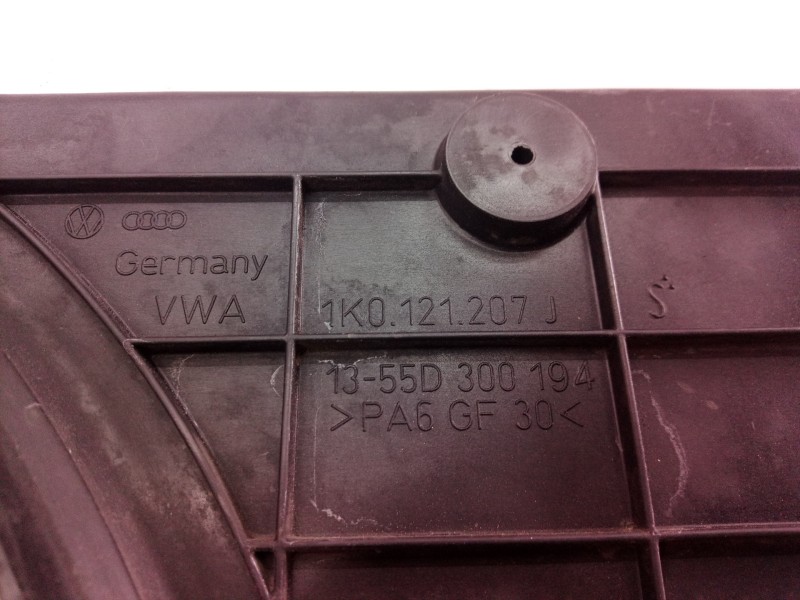 Germany
VWA
1K0.121.207 J
S
13-55D 300 194
>PA6 GF 30<